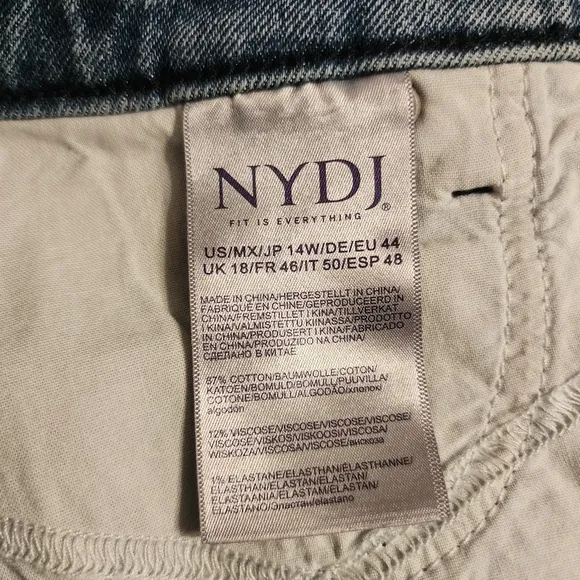 NYDJ®
FIT IS EVERYTHING
US/MX/JP 14W/DE/EU 44
UK 18/FR 46/IT 50/ESP 48
MADE IN CHINA/HERGESTELLT IN CHINA/
FABRIQUÉ EN CHINE/GEPRODUCEERD IN
CHINA/FREMSTILLET I KINA/TILLVERKAT
I KINA/VALMISTETTU KIINASSA/PRODOTTO
IN CHINA/PRODUSERT I KINA/FABRICADO
EN CHINA/PRODUZIDO NA CHINA/
СДЕЛАНО В КИТАЕ
87% COTTON/BAUMWOLLE/COTON/
KATOEN/BOMULD/BOMULL/PUUVILLA/
COTONE/BOMULL/ALGODÃO/хлопок/
algodón
12% VISCOSE/VISCOSE/VISCOSE/VISCOSE/
VISCOSE/VISKOS/VISKOOSI/VISCOSA/
WISKOZA/VISCOSA/VISCOSE/вискоза
1% ELASTANE/ELASTHAN/ÉLASTHANNE/
ELASTHAN/ELASTAN/ELASTAN/
ELASTAANIA/ELASTAN/ELASTAN/
ELASTANO/Эластан/elastano